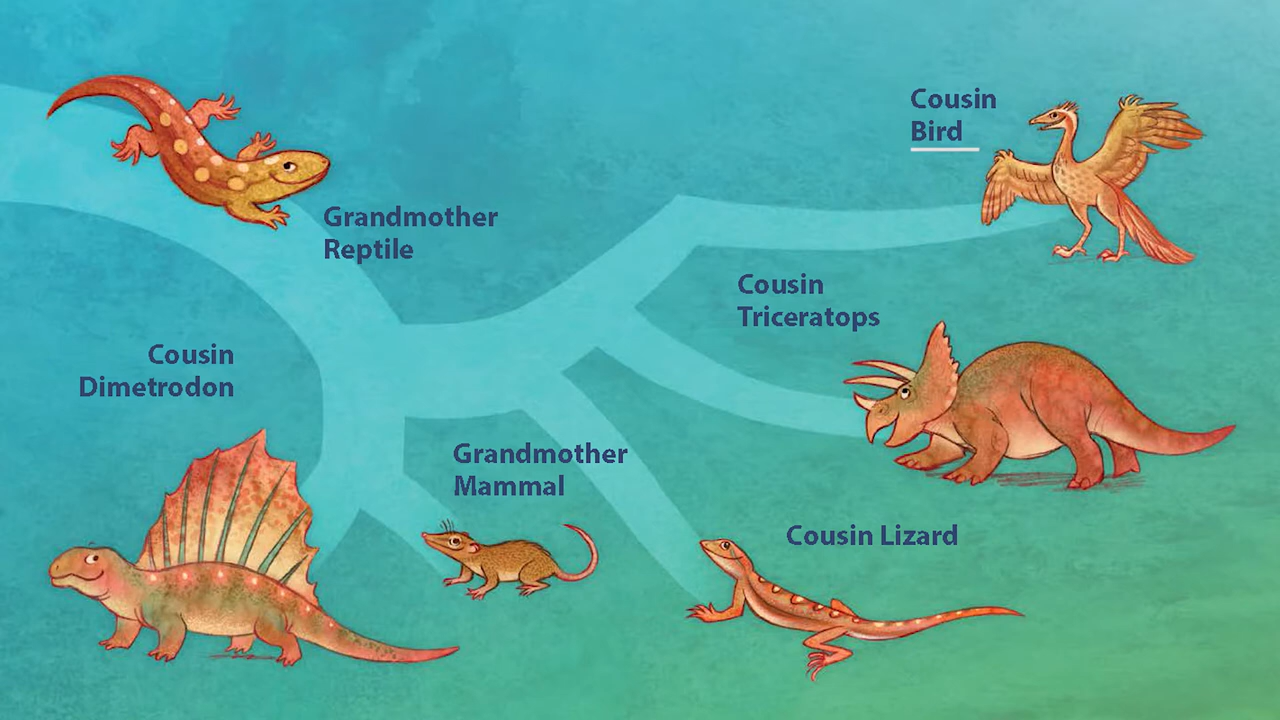 Cousin
Bird
Grandmother
Reptile
Cousin
Triceratops
Cousin
Dimetrodon
Grandmother
Mammal
Cousin Lizard